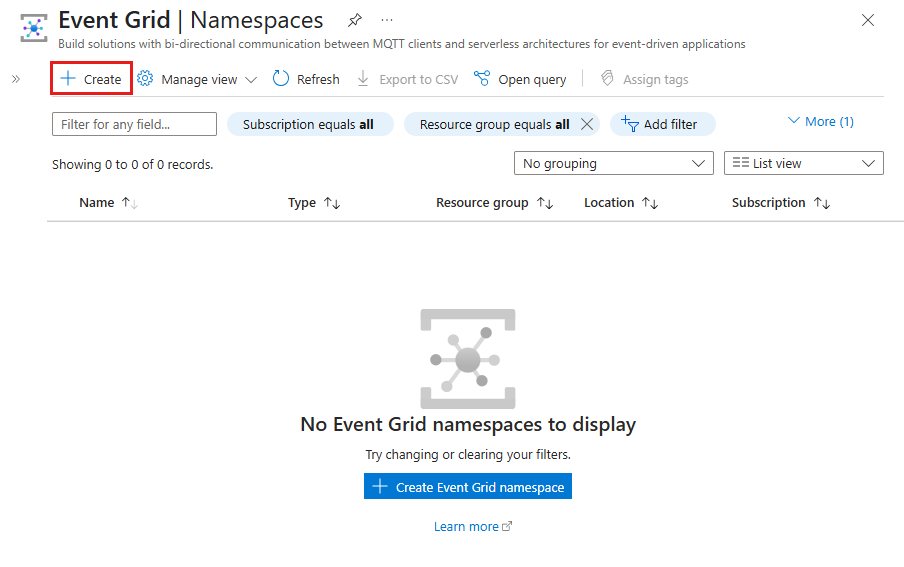 Event Grid | Namespaces
Build solutions with bi-directional communication between MQTT clients and serverless architectures for event-driven applications
Create Manage view Refresh Export to CSV Open query Assign tags
Filter for any field... Subscription equals all Resource group equals all Add filter More (1)
Showing 0 to 0 of 0 records. No grouping List view
Name Type Resource group Location Subscription
No Event Grid namespaces to display
Try changing or clearing your filters.
Create Event Grid namespace
Learn more